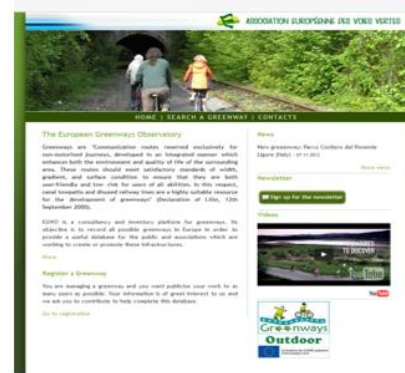 ASSOCIATION EUROPÉENNE DES VOIES VERTES
HOME | SEARCH A GREENWAY | CONTACTS
The European Greenways Observatory
Greenways are "Communication routes reserved exclusively for
non-motorised journeys, developed in an integrated manner which
enhances both the environment and quality of life of the surrounding
area. These routes should meet satisfactory standards of width,
gradient, and surface condition to ensure that they are both
user-friendly and low-risk for users of all abilities. In this respect,
canal towpaths and disused railway lines are a highly suitable resource
for the development of greenways" (Declaration of Lille, 12th
September 2000).
EGWO is a consultancy and inventory platform for greenways. Its
objective is to record all possible greenways in Europe in order to
provide a useful database for the public and associations which are
working to create or promote these infrastructures.
More
Register a Greenway
You are managing a greenway and you want publicise your work to as
many users as possible. Your information is of great interest to us and
we ask you to contribute to help complete this database.
Go to registration
News
New greenway: Parco Costiero del Ponente
Ligure (Italy) - 07.11.2012
More news
Newsletter
Sign up for the newsletter
Videos
TO DISCOVER
YouTube
YouTube
Greenways
Outdoor